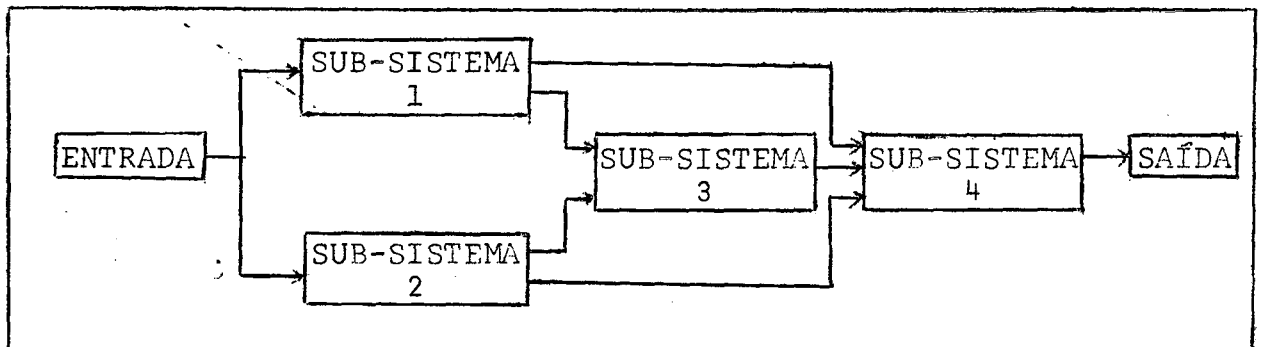 SUB-SISTEMA
1
ENTRADA
SUB-SISTEMA
3
SUB-SISTEMA
4
SAÍDA
SUB-SISTEMA
2